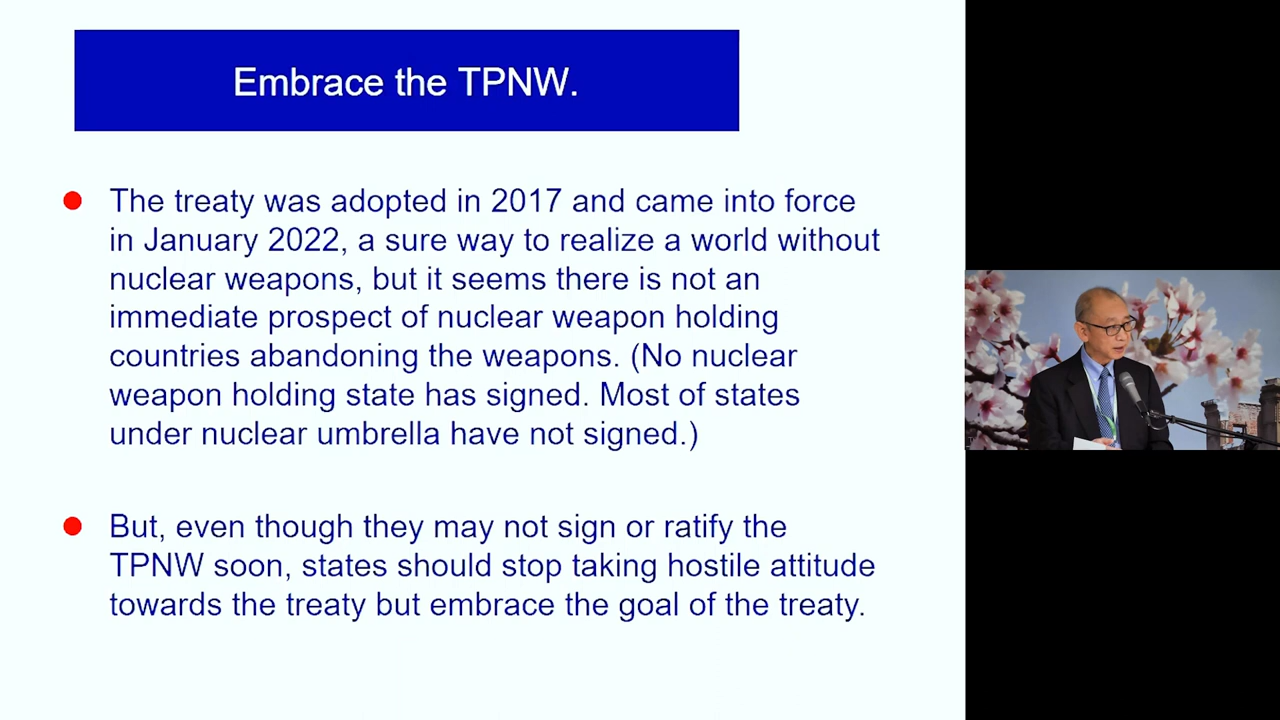 Embrace the TPNW.
The treaty was adopted in 2017 and came into force
in January 2022, a sure way to realize a world without
nuclear weapons, but it seems there is not an
immediate prospect of nuclear weapon holding
countries abandoning the weapons. (No nuclear
weapon holding state has signed. Most of states
under nuclear umbrella have not signed.)
But, even though they may not sign or ratify the
TPNW soon, states should stop taking hostile attitude
towards the treaty but embrace the goal of the treaty.